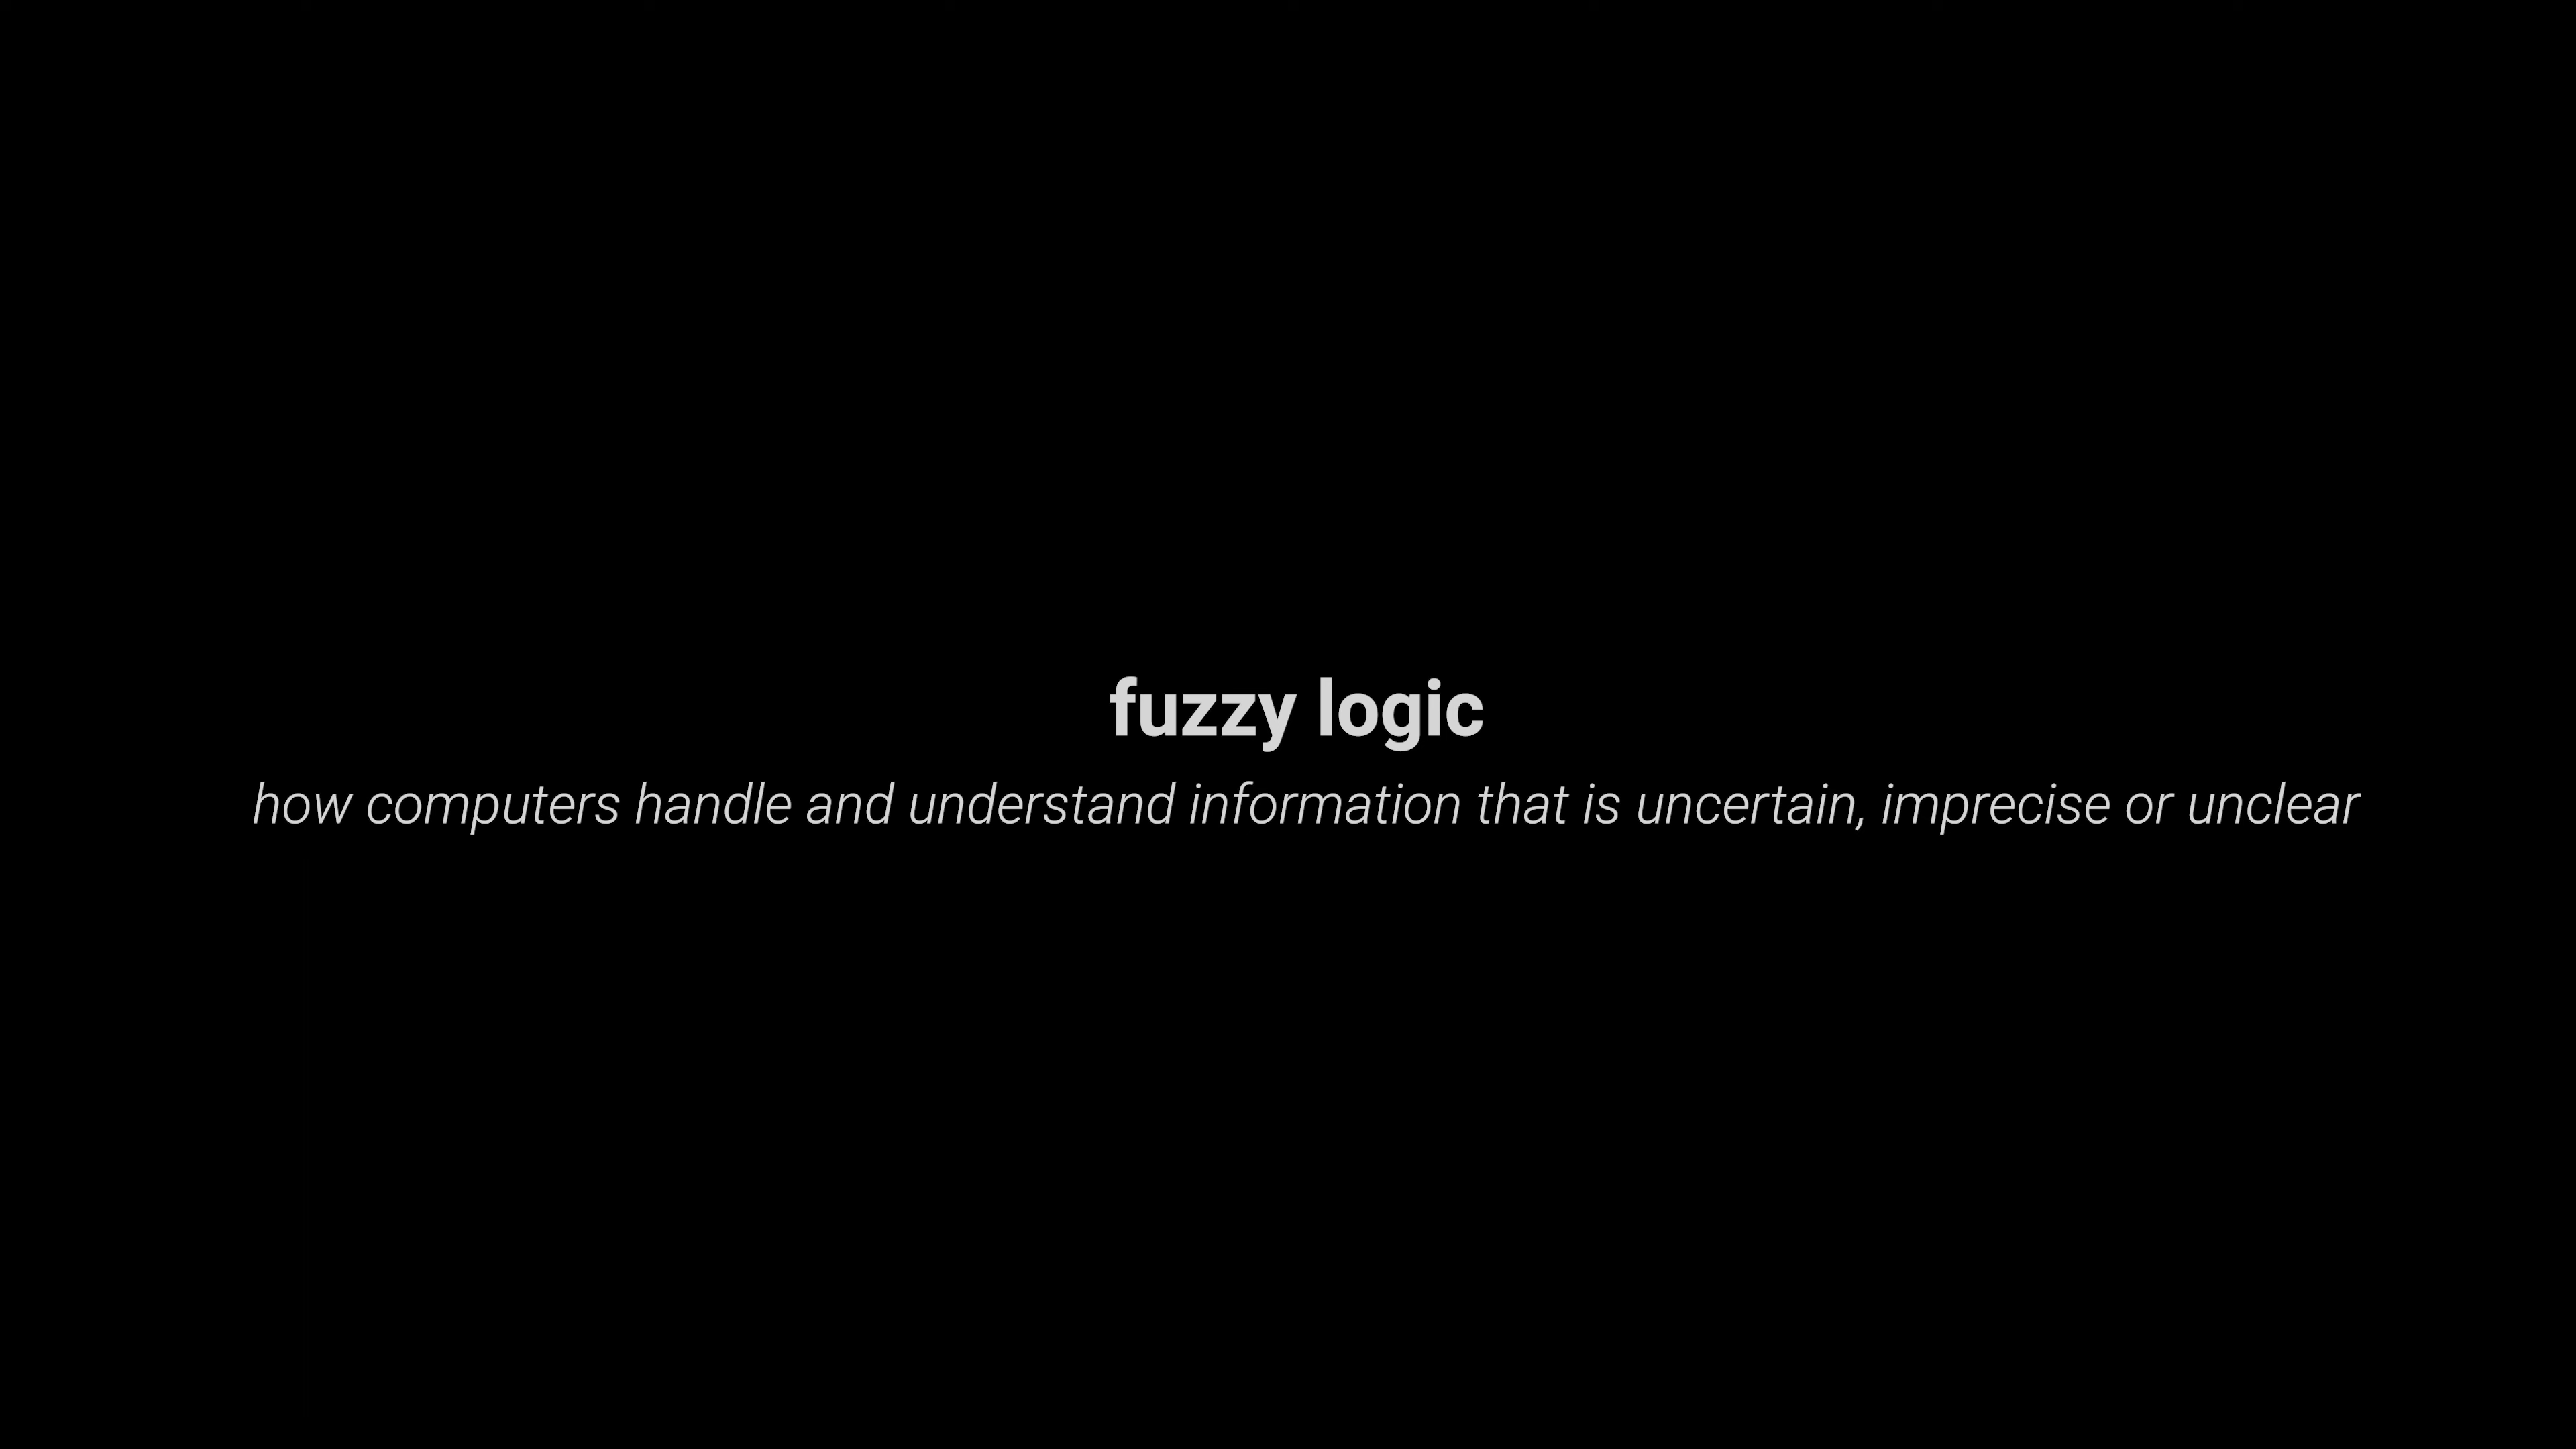 fuzzy logic
how computers handle and understand information that is uncertain, imprecise or unclear